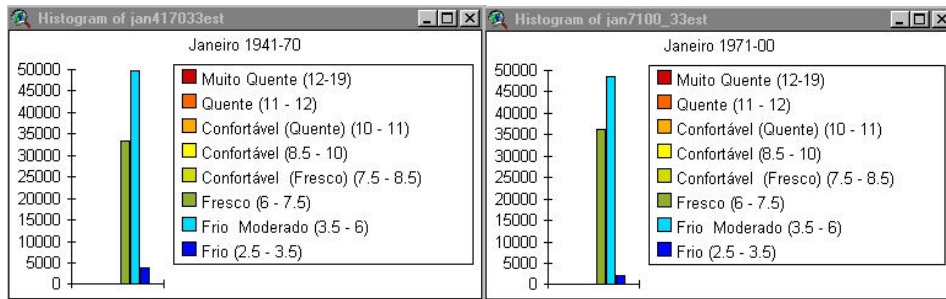 Histogram of jan417033est
Janeiro 1941-70
50000
45000
40000
35000
30000
25000
20000
15000
10000
5000
0
Muito Quente (12-19)
Quente (11 - 12)
Confortável (Quente) (10 - 11)
Confortável (8.5 - 10)
Confortável (Fresco) (7.5 - 8.5)
Fresco (6 - 7.5)
Frio Moderado (3.5 - 6)
Frio (2.5 - 3.5)
Histogram of jan7100_33est
Janeiro 1971-00
50000
45000
40000
35000
30000
25000
20000
15000
10000
5000
0
Muito Quente (12-19)
Quente (11 - 12)
Confortável (Quente) (10 - 11)
Confortável (8.5 - 10)
Confortável (Fresco) (7.5 - 8.5)
Fresco (6 - 7.5)
Frio Moderado (3.5 - 6)
Frio (2.5 - 3.5)